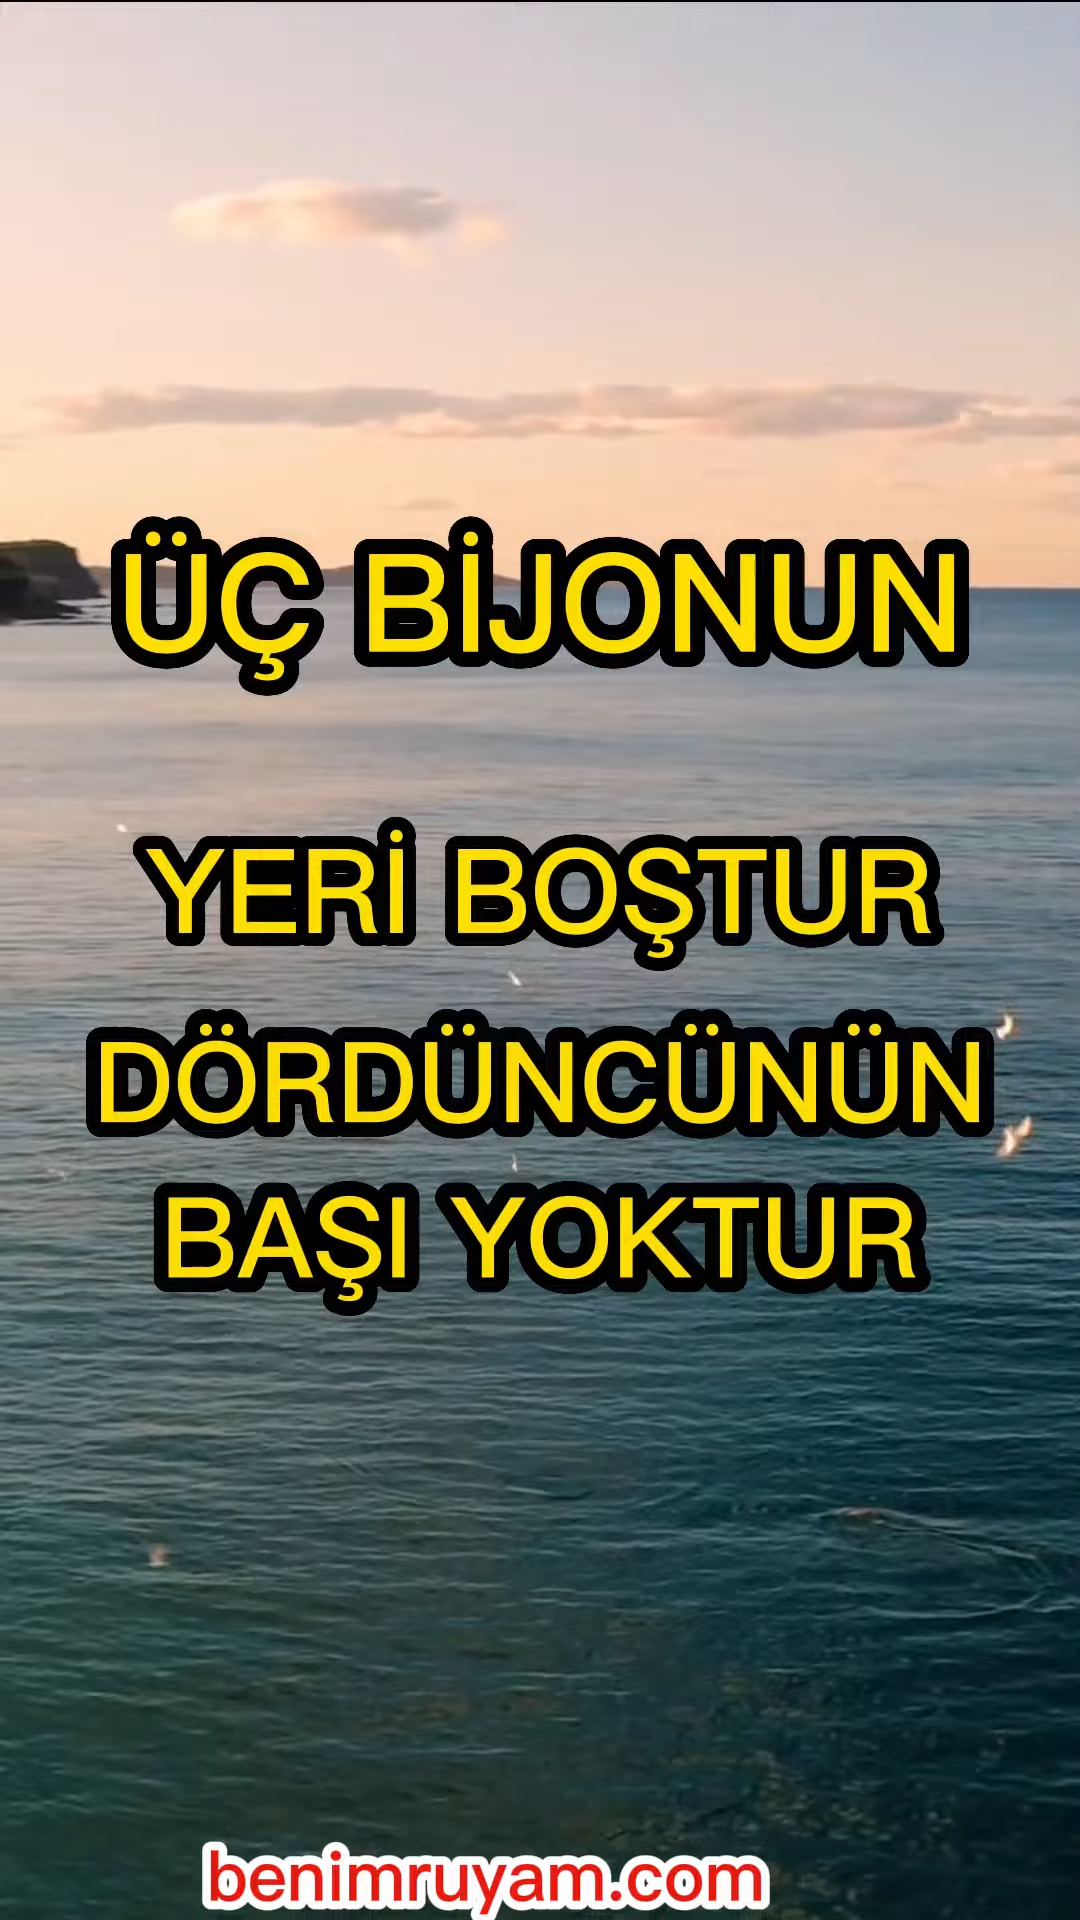 ÜÇ BİJONUN
YERİ BOŞTUR
DÖRDÜNCÜNÜN
BAŞI YOKTUR
benimruyam.com